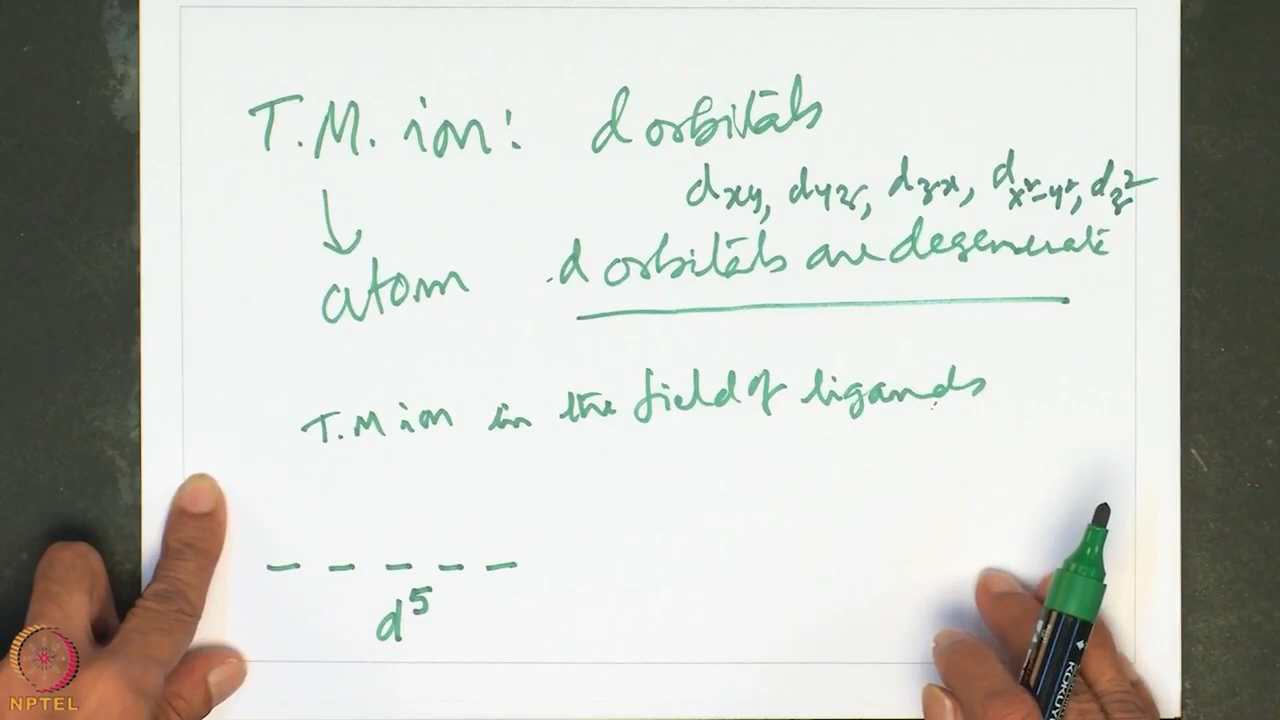 T.M. ion: d orbitals
dxy, dyz, dzx, dx²-y², dz²
↓
atom d orbitals are degenerate
T.M ion in the field of ligands
– – – – –
d⁵
NPTEL
KOKUYO